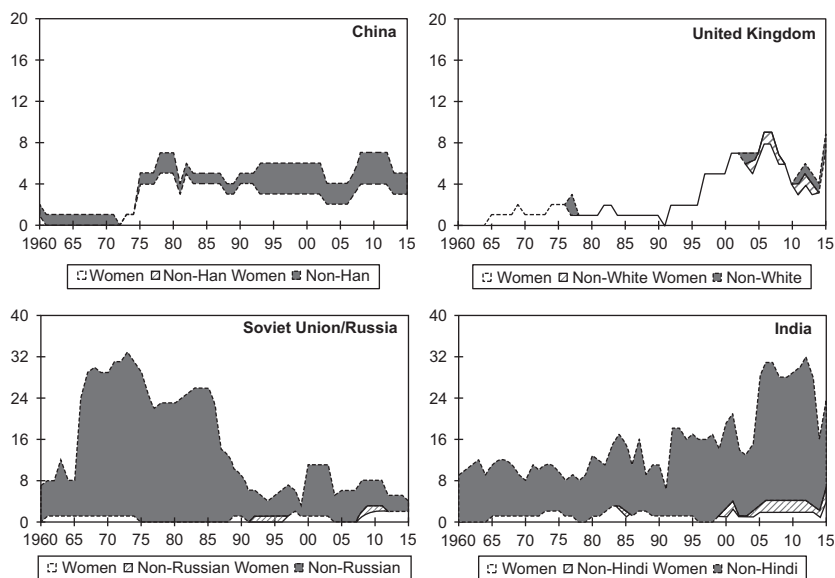 China
20
16
12
8
4
0
1960 65 70 75 80 85 90 95 00 05 10 15
Women Non-Han Women Non-Han
United Kingdom
20
16
12
8
4
0
1960 65 70 75 80 85 90 95 00 05 10 15
Women Non-White Women Non-White
Soviet Union/Russia
40
32
24
16
8
0
1960 65 70 75 80 85 90 95 00 05 10 15
Women Non-Russian Women Non-Russian
India
40
32
24
16
8
0
1960 65 70 75 80 85 90 95 00 05 10 15
Women Non-Hindi Women Non-Hindi